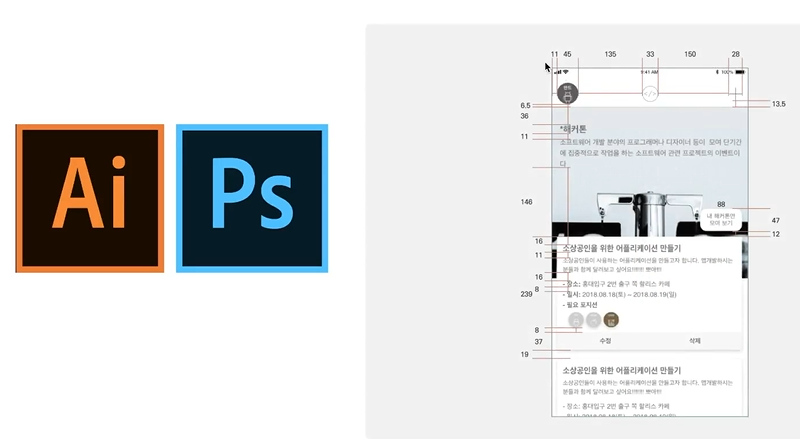 Ai
Ps
11 45 135 33 150 28
9:41 AM
100%
</>
13.5
6.5
36
*해커톤
11
소프트웨어 개발 분야의 프로그래머나 디자이너 등이 모여 단기간
에 집중적으로 작업을 하는 소프트웨어 관련 프로젝트의 이벤트이
다.
146
88
내 해커톤만
모아 보기
47
12
16
소상공인을 위한 어플리케이션 만들기
11
소상공인들이 사용하는 어플리케이션을 만들고자 합니다. 앱개발하시는
분들과 함께 달려보고 싶어요!!!!!!! 뽀야!!!
16
8
- 장소: 홍대입구 2번 출구 쪽 할리스 카페
239
- 일시: 2018.08.18(토) ~ 2018.08.19(일)
- 필요 포지션
8
37
수정 삭제
19
소상공인을 위한 어플리케이션 만들기
소상공인들이 사용하는 어플리케이션을 만들고자 합니다. 앱개발하시는
분들과 함께 달려보고 싶어요!!!!!!! 뽀야!!!
- 장소: 홍대입구 2번 출구 쪽 할리스 카페